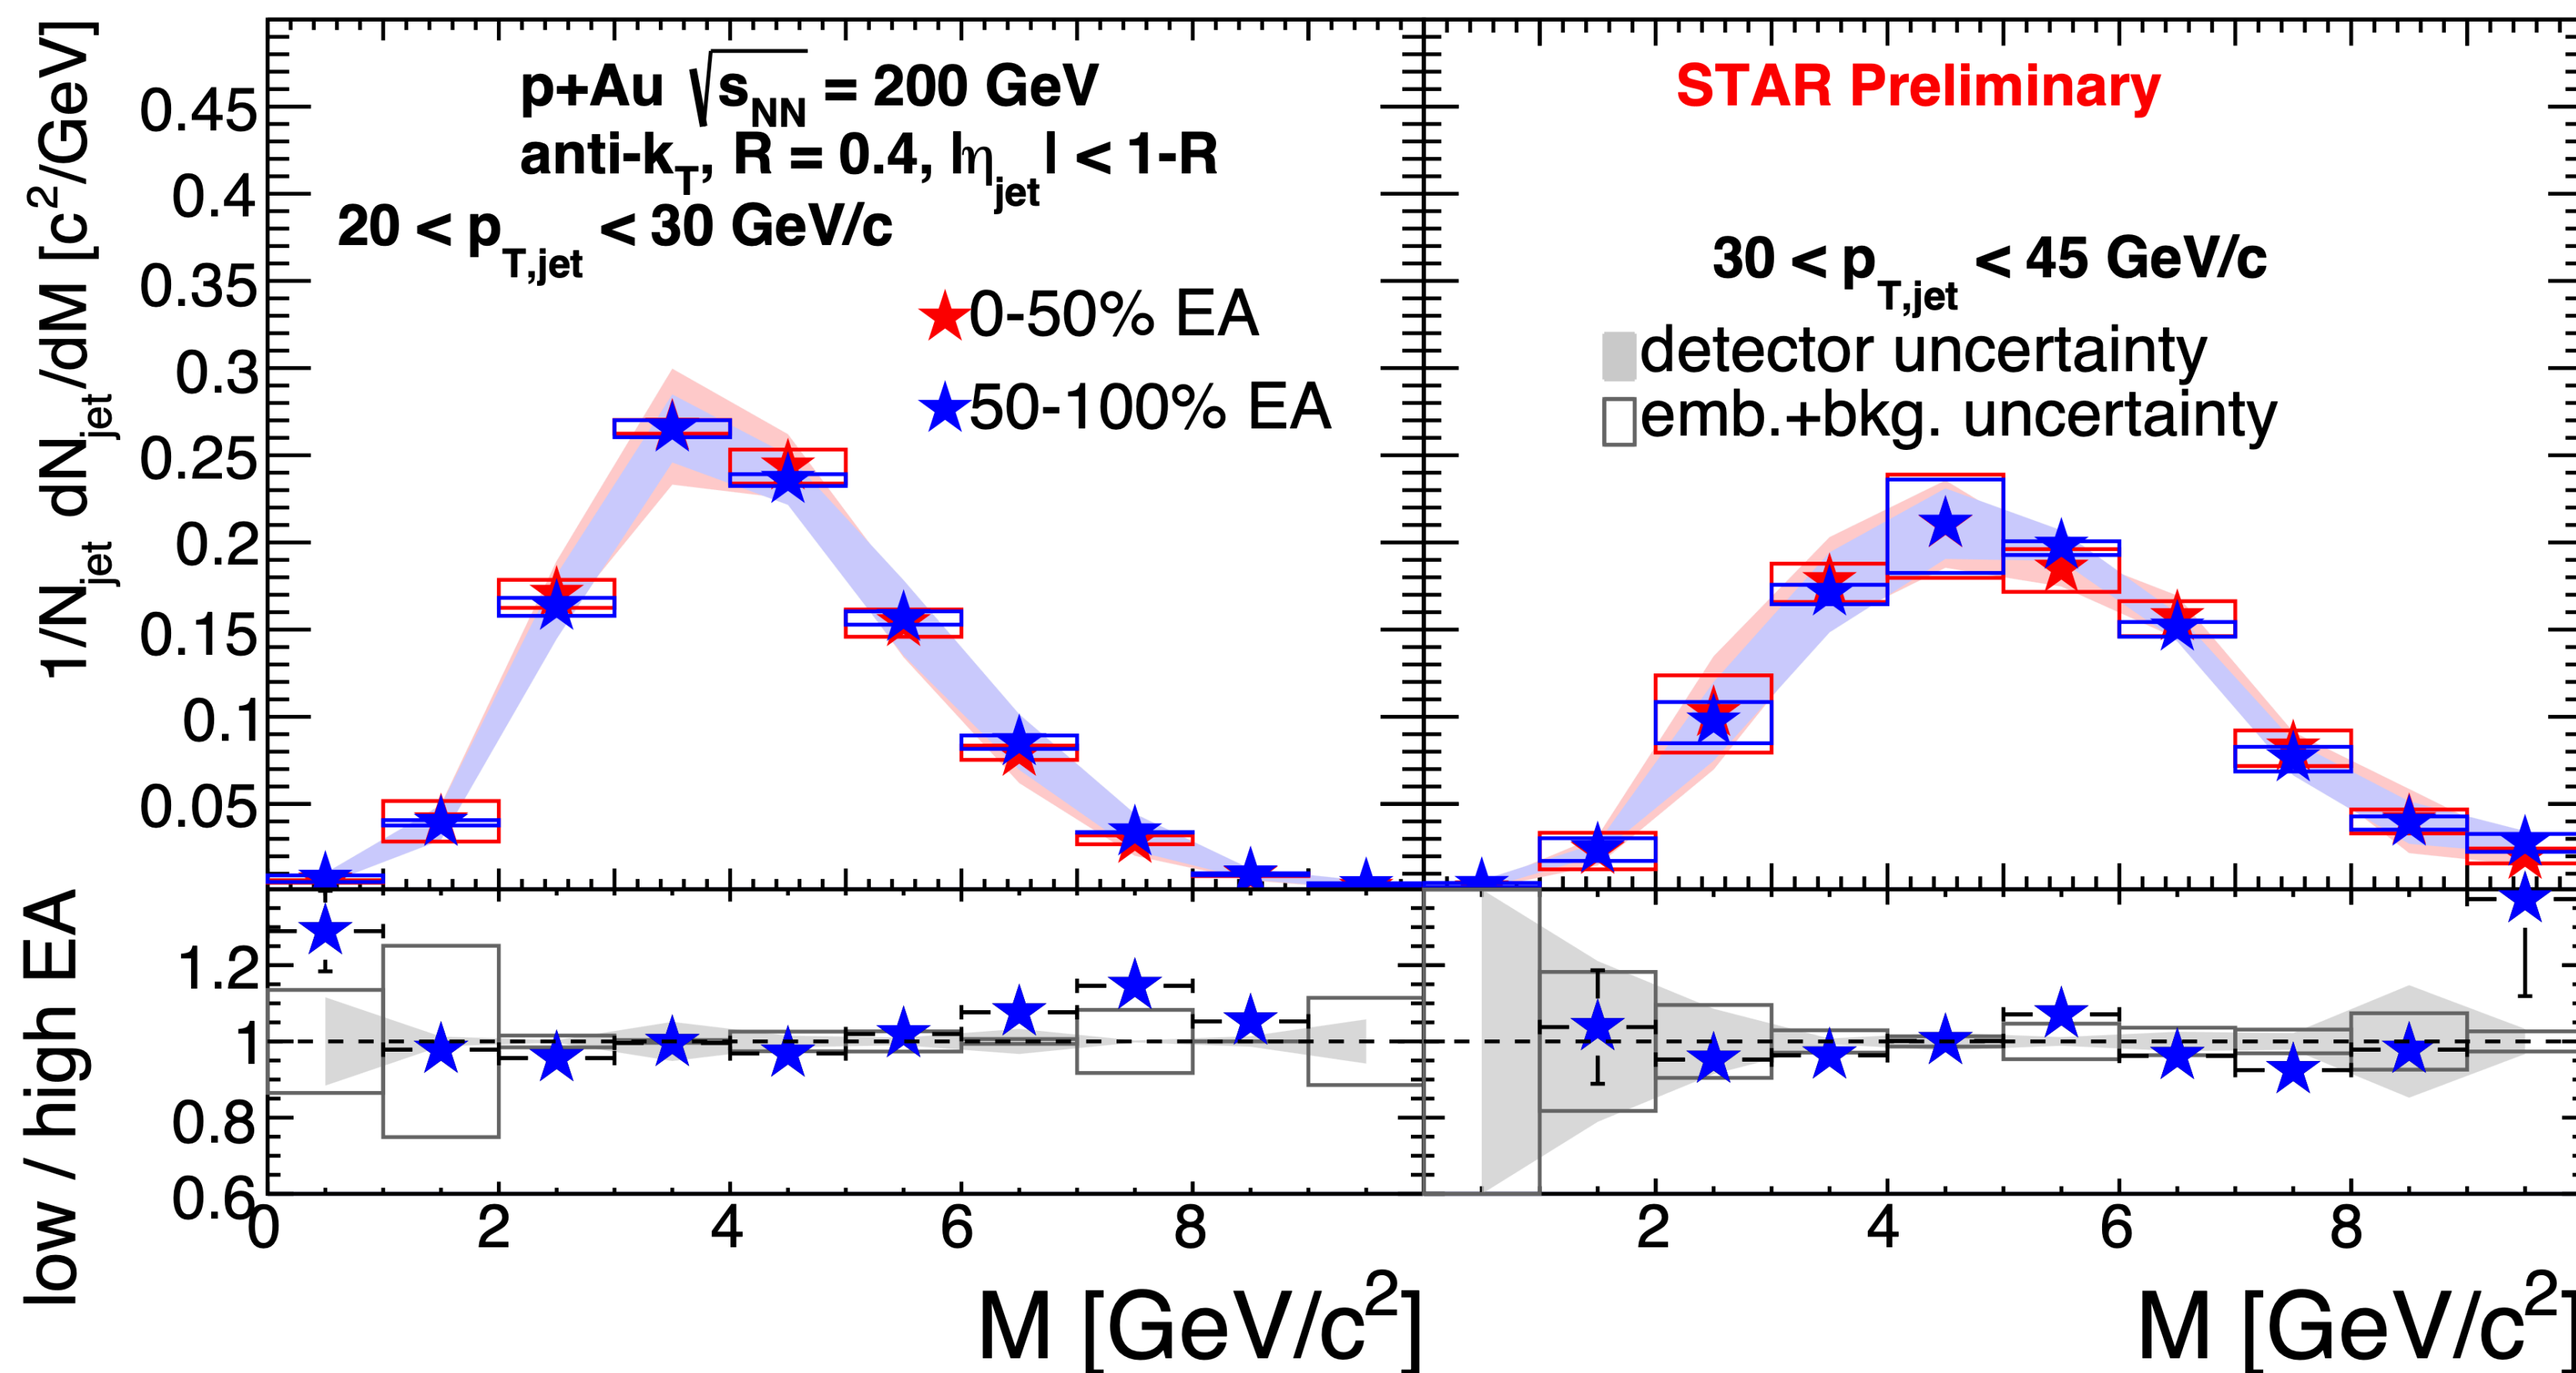 1/N_jet dN_jet/dM [c²/GeV]
p+Au √s_NN = 200 GeV
anti-k_T, R = 0.4, |η_jet| < 1-R
20 < p_T,jet < 30 GeV/c
0-50% EA
50-100% EA
0.45
0.4
0.35
0.3
0.25
0.2
0.15
0.1
0.05
STAR Preliminary
30 < p_T,jet < 45 GeV/c
detector uncertainty
emb.+bkg. uncertainty
low / high EA
1.2
1
0.8
0.6
0 2 4 6 8
2 4 6 8
M [GeV/c²]
M [GeV/c²]